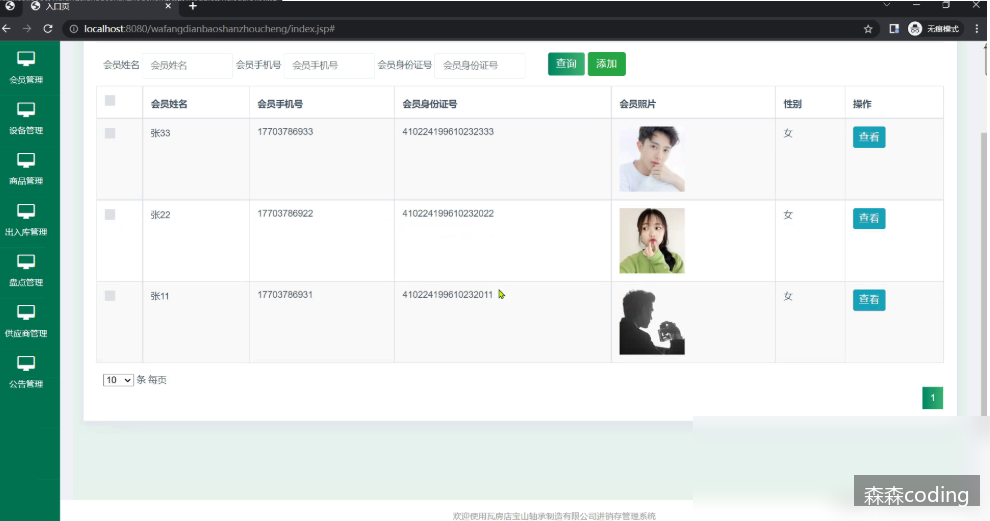 入口页
localhost:8080/wafangdianbaoshanzhoucheng/index.jsp#
无痕模式
会员管理
设备管理
商品管理
出入库管理
盘点管理
供应商管理
公告管理
会员姓名 会员姓名 会员手机号 会员手机号 会员身份证号 会员身份证号 查询 添加
会员姓名 会员手机号 会员身份证号 会员照片 性别 操作
张33 17703786933 410224199610232333 女 查看
张22 17703786922 410224199610232022 女 查看
张11 17703786931 410224199610232011 女 查看
10 条 每页
1
森森coding
欢迎使用瓦房店宝山轴承制造有限公司进销存管理系统